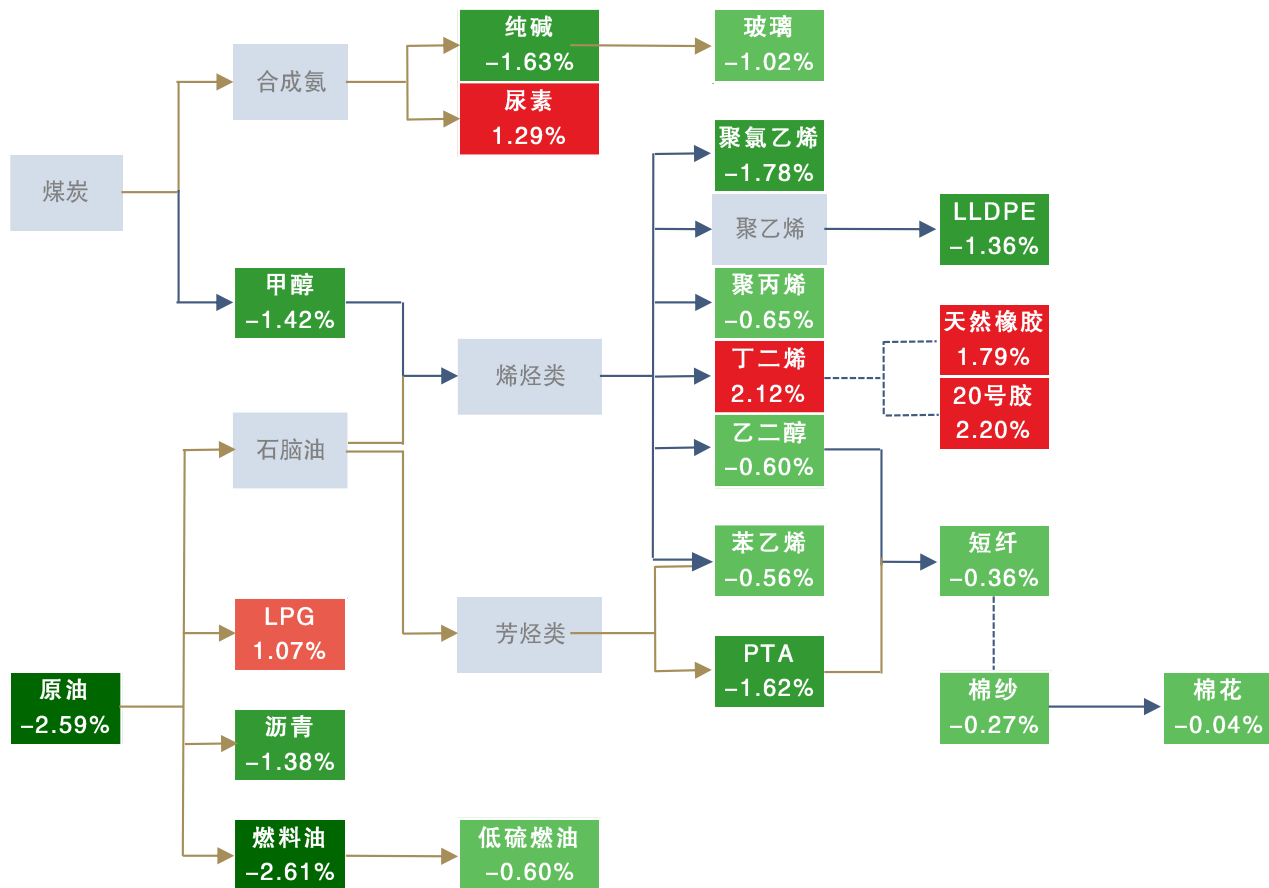 纯碱
-1.63%
玻璃
-1.02%
合成氨
尿素
1.29%
聚氯乙烯
-1.78%
煤炭
聚乙烯
LLDPE
-1.36%
甲醇
-1.42%
聚丙烯
-0.65%
天然橡胶
1.79%
烯烃类
丁二烯
2.12%
20号胶
2.20%
石脑油
乙二醇
-0.60%
苯乙烯
-0.56%
短纤
-0.36%
LPG
1.07%
芳烃类
PTA
-1.62%
原油
-2.59%
棉纱
-0.27%
棉花
-0.04%
沥青
-1.38%
燃料油
-2.61%
低硫燃油
-0.60%